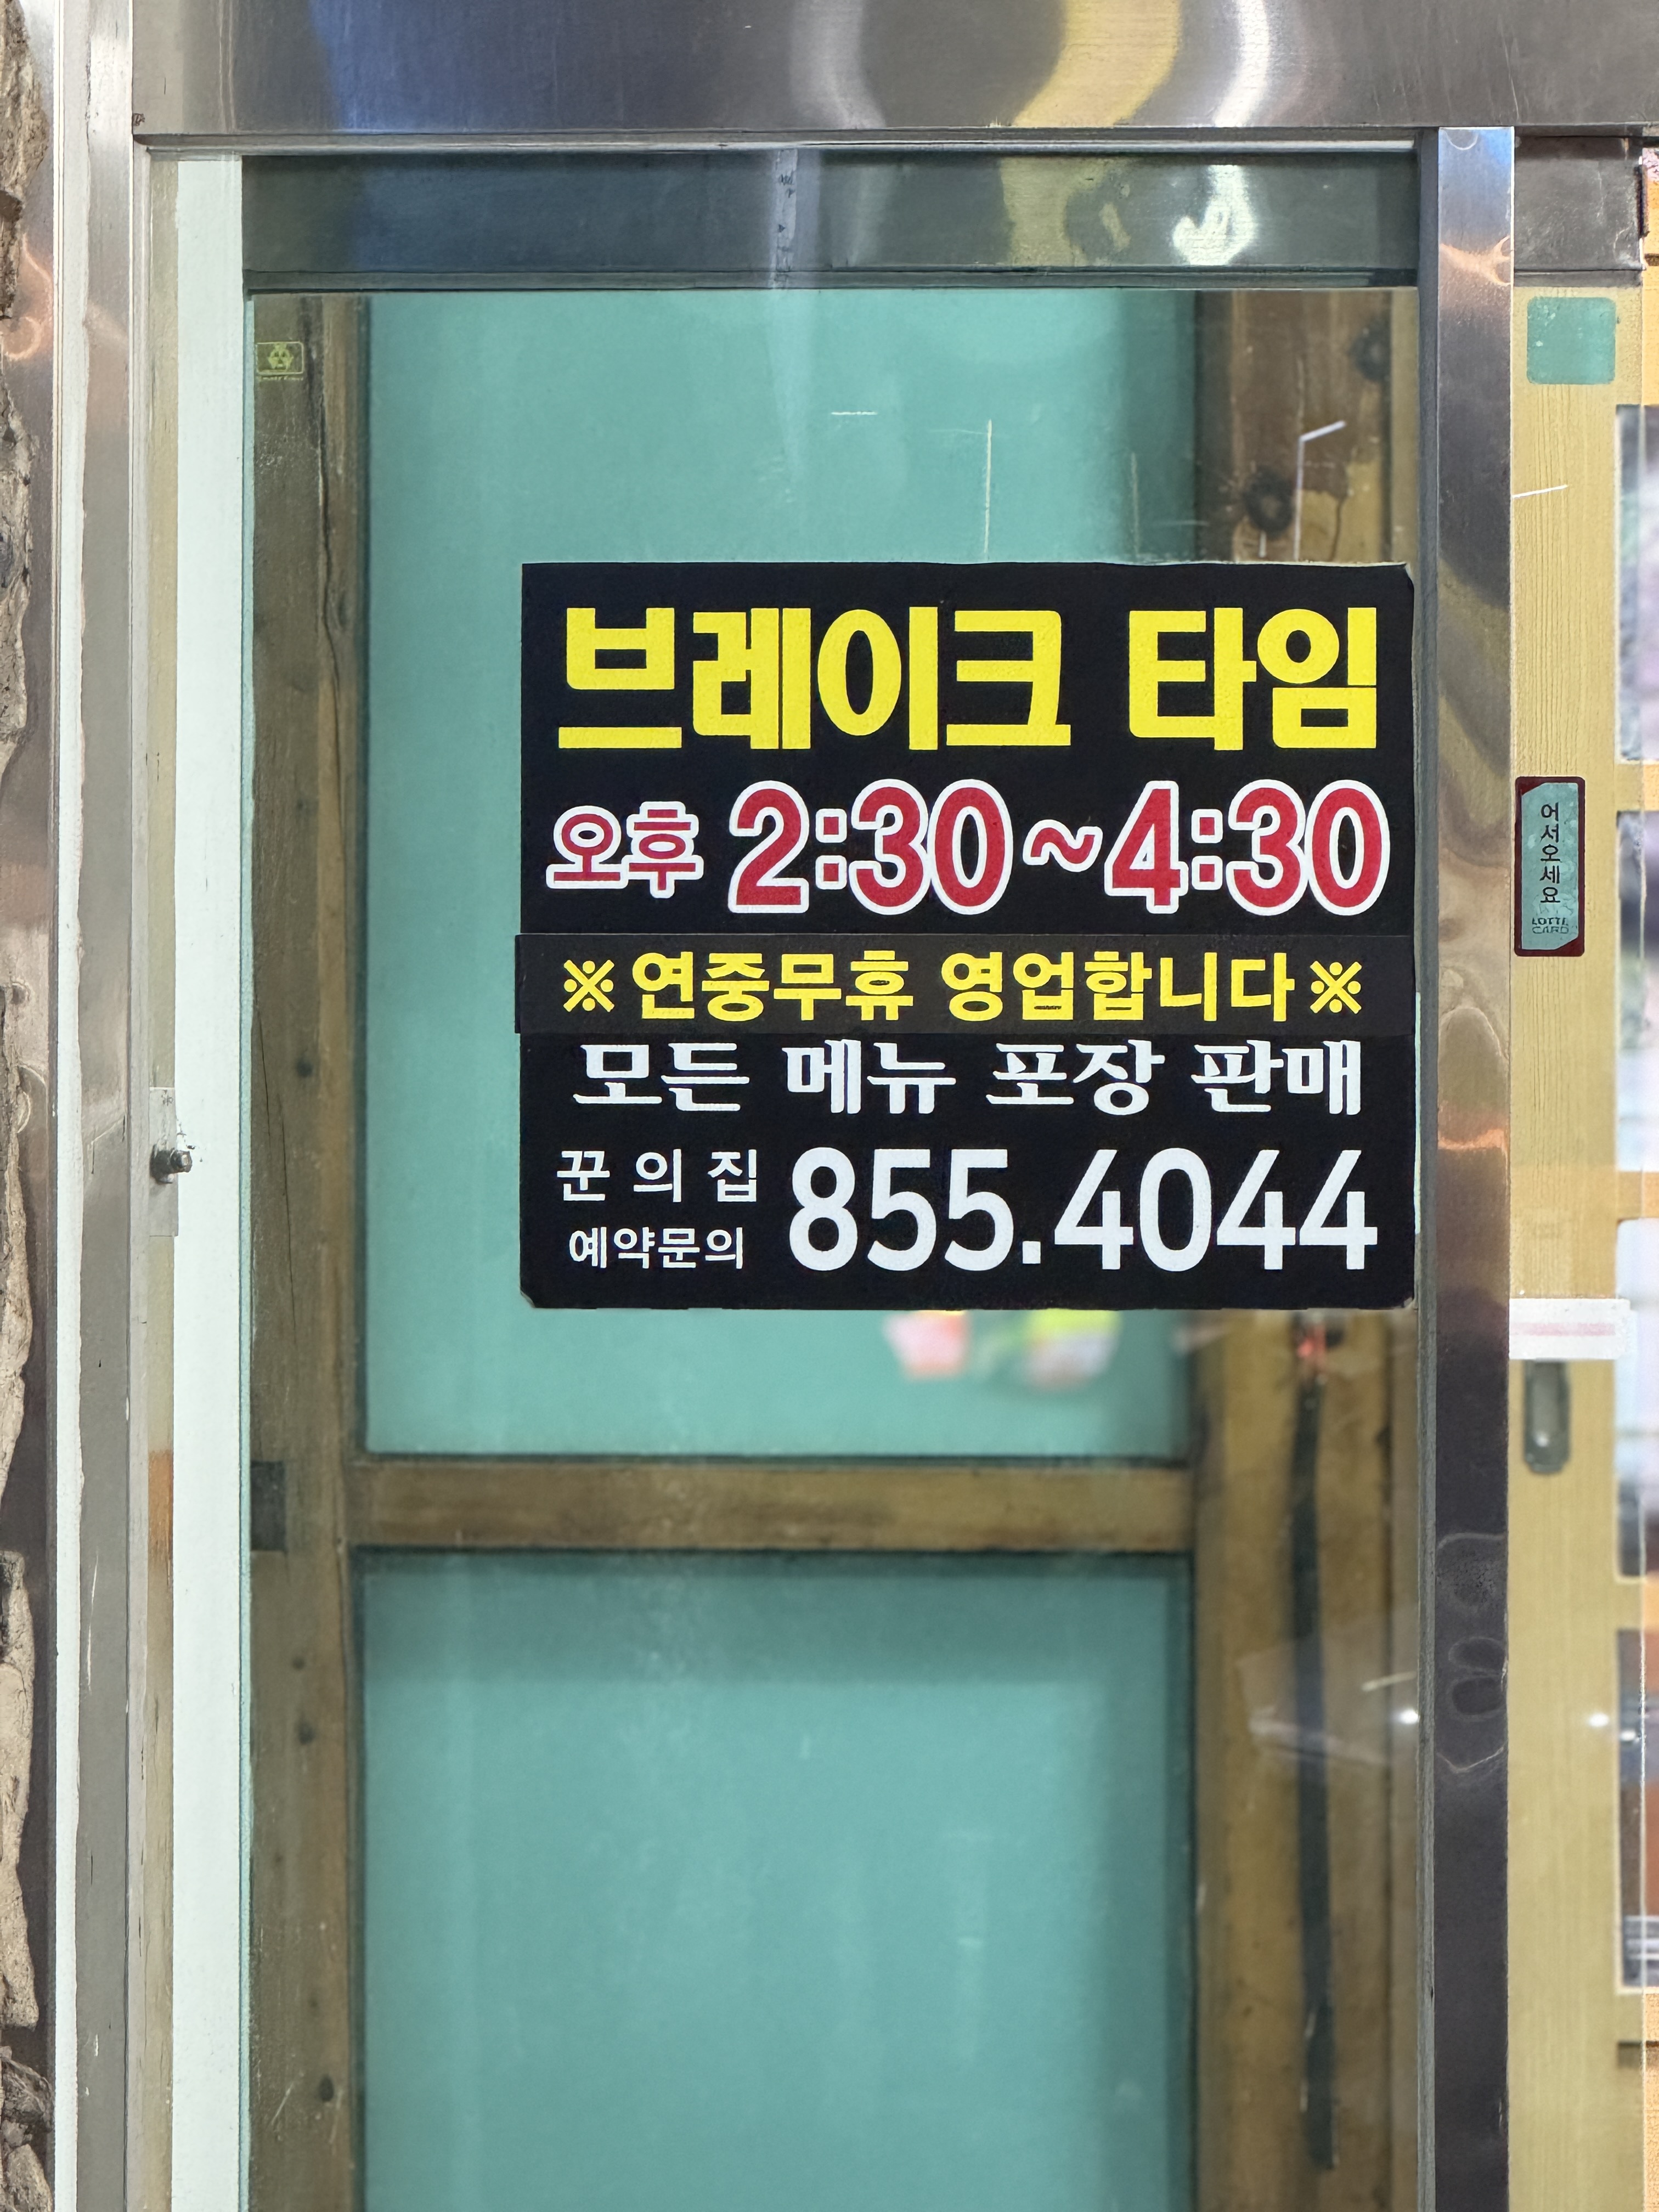 브레이크 타임
오후 2:30~4:30
※연중무휴 영업합니다※
모든 메뉴 포장 판매
꾼의집 855.4044
예약문의
어서오세요
LOTTE
CARD